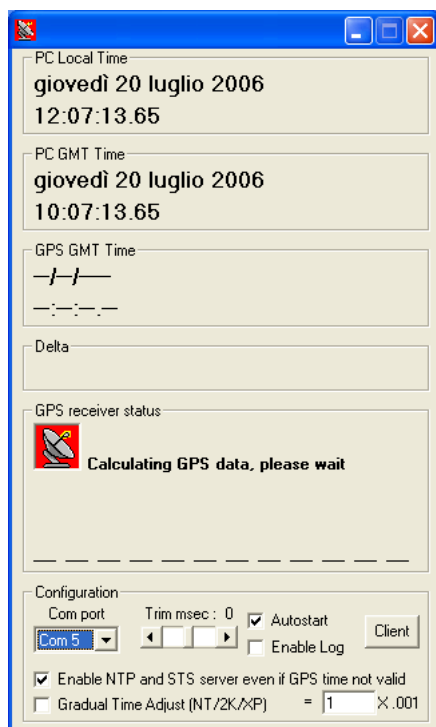 PC Local Time
giovedì 20 luglio 2006
12:07:13.65
PC GMT Time
giovedì 20 luglio 2006
10:07:13.65
GPS GMT Time
--/--/----
--:--:--.--
Delta
GPS receiver status
Calculating GPS data, please wait
_ _ _ _ _ _ _ _ _ _ _ _
Configuration
Com port
Trim msec : 0
Autostart
Com 5
Enable Log
Client
Enable NTP and STS server even if GPS time not valid
Gradual Time Adjust (NT/2K/XP) = 1 X .001